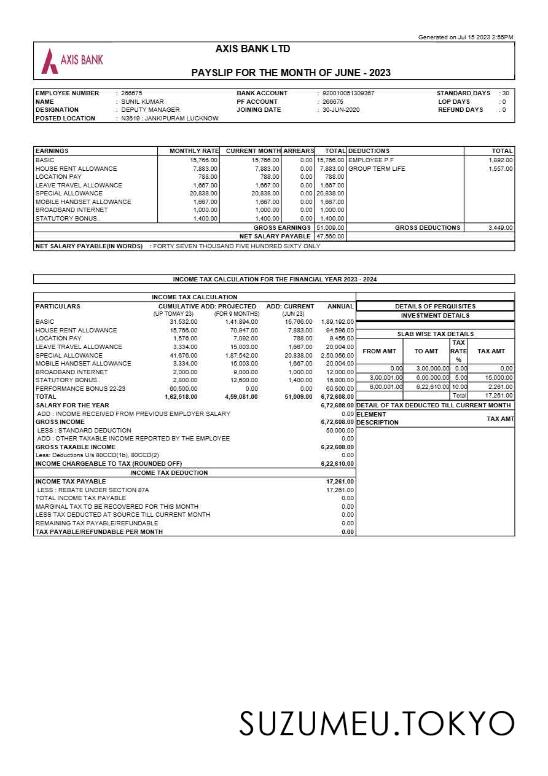 Generated on Jul 15 2023 2:55PM
AXIS BANK
AXIS BANK LTD
PAYSLIP FOR THE MONTH OF JUNE - 2023
EMPLOYEE NUMBER : 266675 BANK ACCOUNT : 920010051309367 STANDARD DAYS : 30
NAME : SUNIL KUMAR PF ACCOUNT : 266675 LOP DAYS : 0
DESIGNATION : DEPUTY MANAGER JOINING DATE : 30-JUN-2020 REFUND DAYS : 0
POSTED LOCATION : N3519 : JANKIPURAM LUCKNOW
EARNINGS MONTHLY RATE CURRENT MONTH ARREARS TOTAL DEDUCTIONS TOTAL
BASIC 15,766.00 15,766.00 0.00 15,766.00 EMPLOYEE P.F 1,892.00
HOUSE RENT ALLOWANCE 7,883.00 7,883.00 0.00 7,883.00 GROUP TERM LIFE 1,557.00
LOCATION PAY 788.00 788.00 0.00 788.00
LEAVE TRAVEL ALLOWANCE 1,667.00 1,667.00 0.00 1,667.00
SPECIAL ALLOWANCE 20,838.00 20,838.00 0.00 20,838.00
MOBILE HANDSET ALLOWANCE 1,667.00 1,667.00 0.00 1,667.00
BROADBAND INTERNET 1,000.00 1,000.00 0.00 1,000.00
STATUTORY BONUS. 1,400.00 1,400.00 0.00 1,400.00
GROSS EARNINGS 51,009.00 GROSS DEDUCTIONS 3,449.00
NET SALARY PAYABLE 47,560.00
NET SALARY PAYABLE(IN WORDS) : FORTY SEVEN THOUSAND FIVE HUNDRED SIXTY ONLY
INCOME TAX CALCULATION FOR THE FINANCIAL YEAR 2023 - 2024
INCOME TAX CALCULATION
PARTICULARS CUMULATIVE ADD: PROJECTED ADD: CURRENT ANNUAL
(UP TOMAY 23) (FOR 9 MONTHS) (JUN 23)
BASIC 31,532.00 1,41,894.00 15,766.00 1,89,192.00
HOUSE RENT ALLOWANCE 15,766.00 70,947.00 7,883.00 94,596.00
LOCATION PAY 1,576.00 7,092.00 788.00 9,456.00
LEAVE TRAVEL ALLOWANCE 3,334.00 15,003.00 1,667.00 20,004.00
SPECIAL ALLOWANCE 41,676.00 1,87,542.00 20,838.00 2,50,056.00
MOBILE HANDSET ALLOWANCE 3,334.00 15,003.00 1,667.00 20,004.00
BROADBAND INTERNET 2,000.00 9,000.00 1,000.00 12,000.00
STATUTORY BONUS. 2,800.00 12,600.00 1,400.00 16,800.00
PERFORMANCE BONUS 22-23 60,500.00 0.00 0.00 60,500.00
TOTAL 1,62,518.00 4,59,081.00 51,009.00 6,72,608.00
SALARY FOR THE YEAR 6,72,608.00
ADD : INCOME RECEIVED FROM PREVIOUS EMPLOYER SALARY 0.00
GROSS INCOME 6,72,608.00
LESS : STANDARD DEDUCTION 50,000.00
ADD : OTHER TAXABLE INCOME REPORTED BY THE EMPLOYEE 0.00
GROSS TAXABLE INCOME 6,22,608.00
Less: Deductions U/s 80CCD(1b), 80CCD(2) 0.00
INCOME CHARGEABLE TO TAX (ROUNDED OFF) 6,22,610.00
INCOME TAX DEDUCTION
INCOME TAX PAYABLE 17,261.00
LESS : REBATE UNDER SECTION 87A 17,261.00
TOTAL INCOME TAX PAYABLE 0.00
MARGINAL TAX TO BE RECOVERED FOR THIS MONTH 0.00
LESS TAX DEDUCTED AT SOURCE TILL CURRENT MONTH 0.00
REMAINING TAX PAYABLE/REFUNDABLE 0.00
TAX PAYABLE/REFUNDABLE PER MONTH 0.00
DETAILS OF PERQUISITES
INVESTMENT DETAILS
SLAB WISE TAX DETAILS
FROM AMT TO AMT TAX RATE % TAX AMT
0.00 3,00,000.00 0.00 0.00
3,00,001.00 6,00,000.00 5.00 15,000.00
6,00,001.00 6,22,610.00 10.00 2,261.00
Total 17,261.00
DETAIL OF TAX DEDUCTED TILL CURRENT MONTH
ELEMENT DESCRIPTION TAX AMT
SUZUMEU.TOKYO